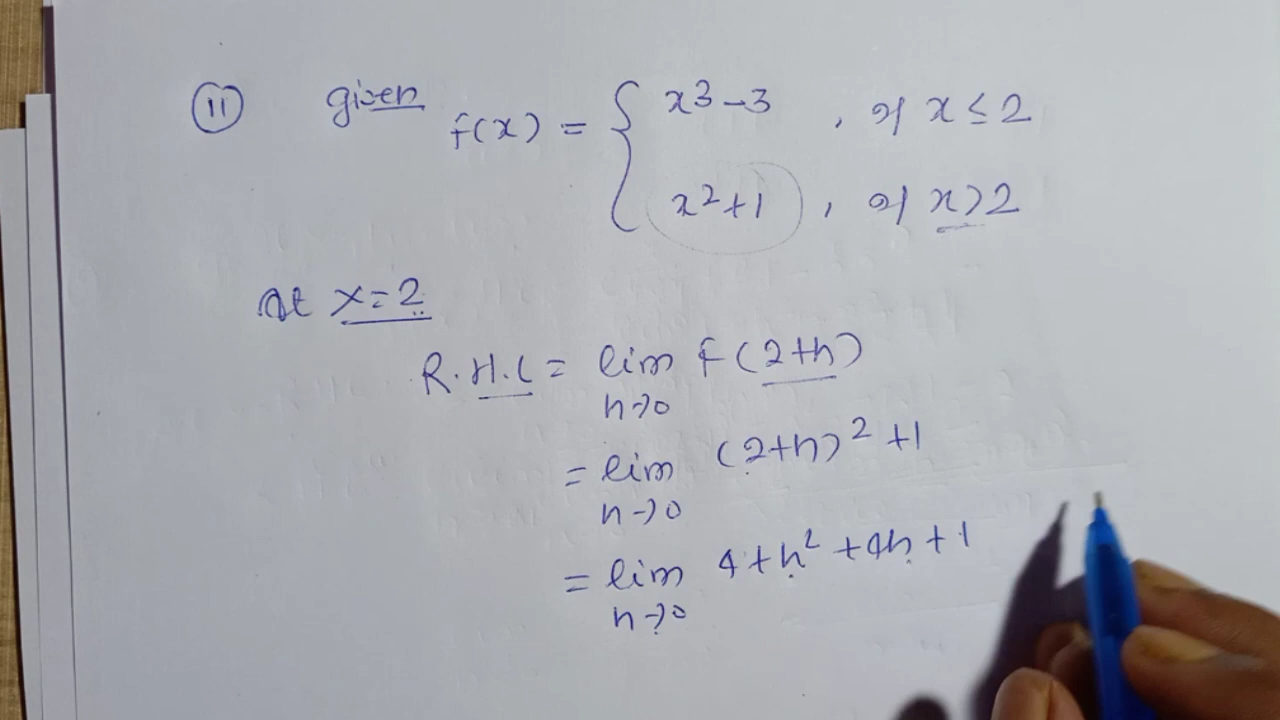 (11) given f(x) = { x³-3 , if x ≤ 2
x²+1 , if x>2
At x=2
R.H.L = lim f(2+h)
h→0
= lim (2+h)² +1
h→0
= lim 4+h²+4h+1
h→0